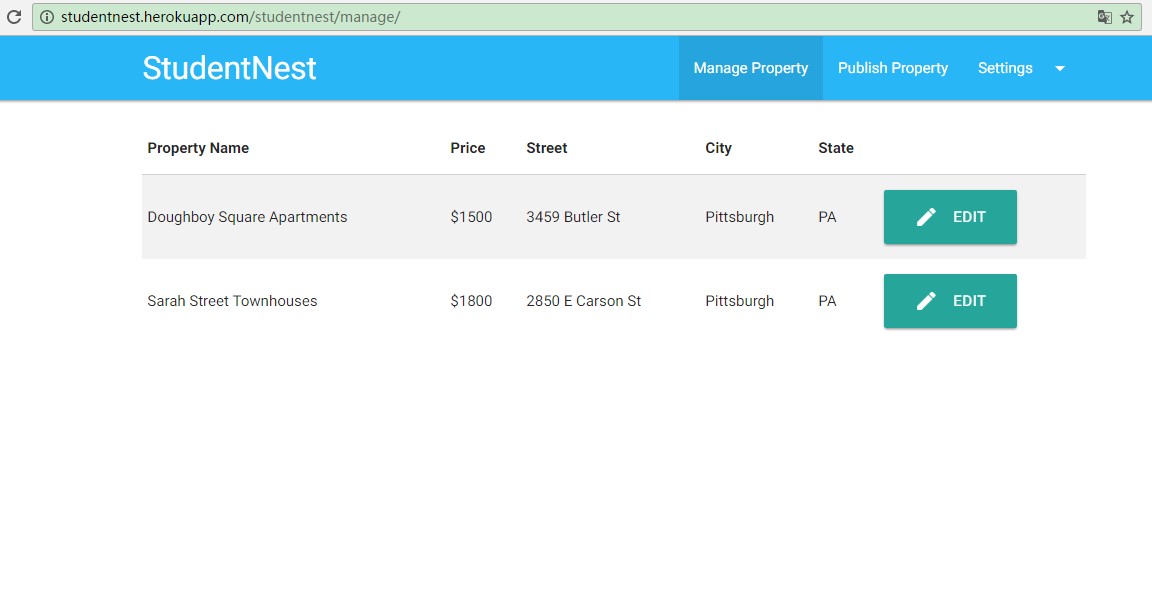 studentnest.herokuapp.com/studentnest/manage/
StudentNest Manage Property Publish Property Settings
Property Name Price Street City State
Doughboy Square Apartments $1500 3459 Butler St Pittsburgh PA EDIT
Sarah Street Townhouses $1800 2850 E Carson St Pittsburgh PA EDIT